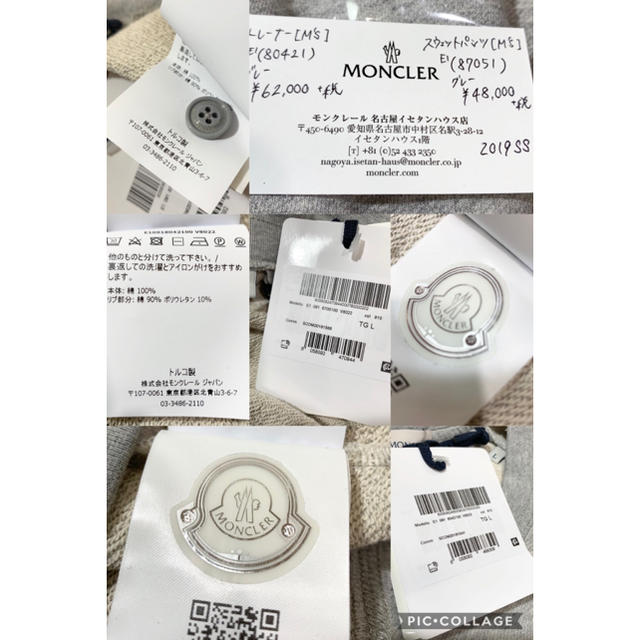 トルコ製
株式会社モンクレール ジャパン
東京都港区北青山3-6-7
03-3486-2110
トレーナー[M's]
E1(80421)
グレー
¥62,000+税
MONCLER
スウェットパンツ[M's]
E1(87051)
グレー
¥48,000+税
モンクレール 名古屋イセタンハウス店
〒450-6490 愛知県名古屋市中村区名駅3-28-12
イセタンハウス1階
[T] +81 (0)52 433 2350
nagoya.isetan-haus@moncler.co.jp
moncler.com
2019SS
他のものと分けて洗って下さい。/
裏返しての洗濯とアイロンがけをおすすめ
します。
本体: 綿 100%
リブ部分: 綿 90% ポリウレタン 10%
トルコ製
株式会社モンクレール ジャパン
〒107-0061 東京都港区北青山3-6-7
03-3486-2110
TG L
MONCLER
MONCLER
TG L
PIC•COLLAGE